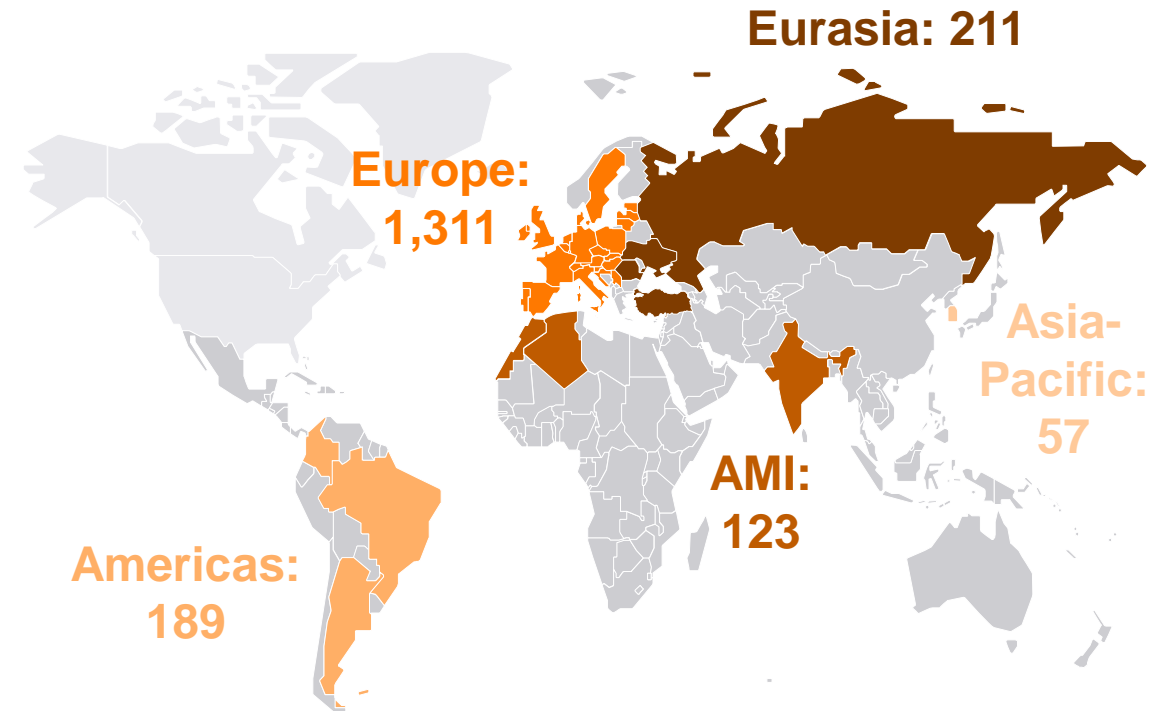 Eurasia: 211
Europe:
1,311
Asia-
Pacific:
57
AMI:
123
Americas:
189